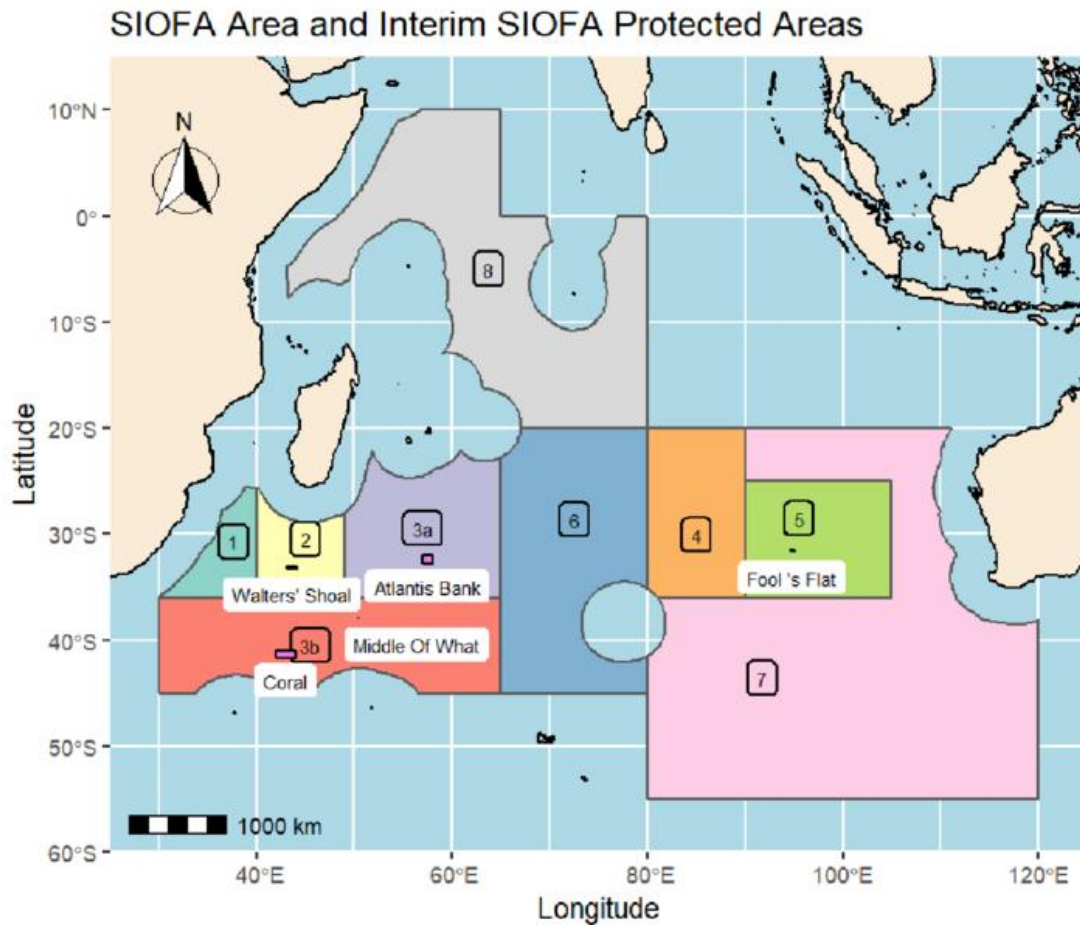 SIOFA Area and Interim SIOFA Protected Areas
10°N
0°
10°S
20°S
30°S
40°S
50°S
60°S
Latitude
N
8
1
2
3a
6
4
5
Walters' Shoal
Atlantis Bank
Fool 's Flat
3b
Middle Of What
Coral
7
1000 km
40°E
60°E
80°E
100°E
120°E
Longitude